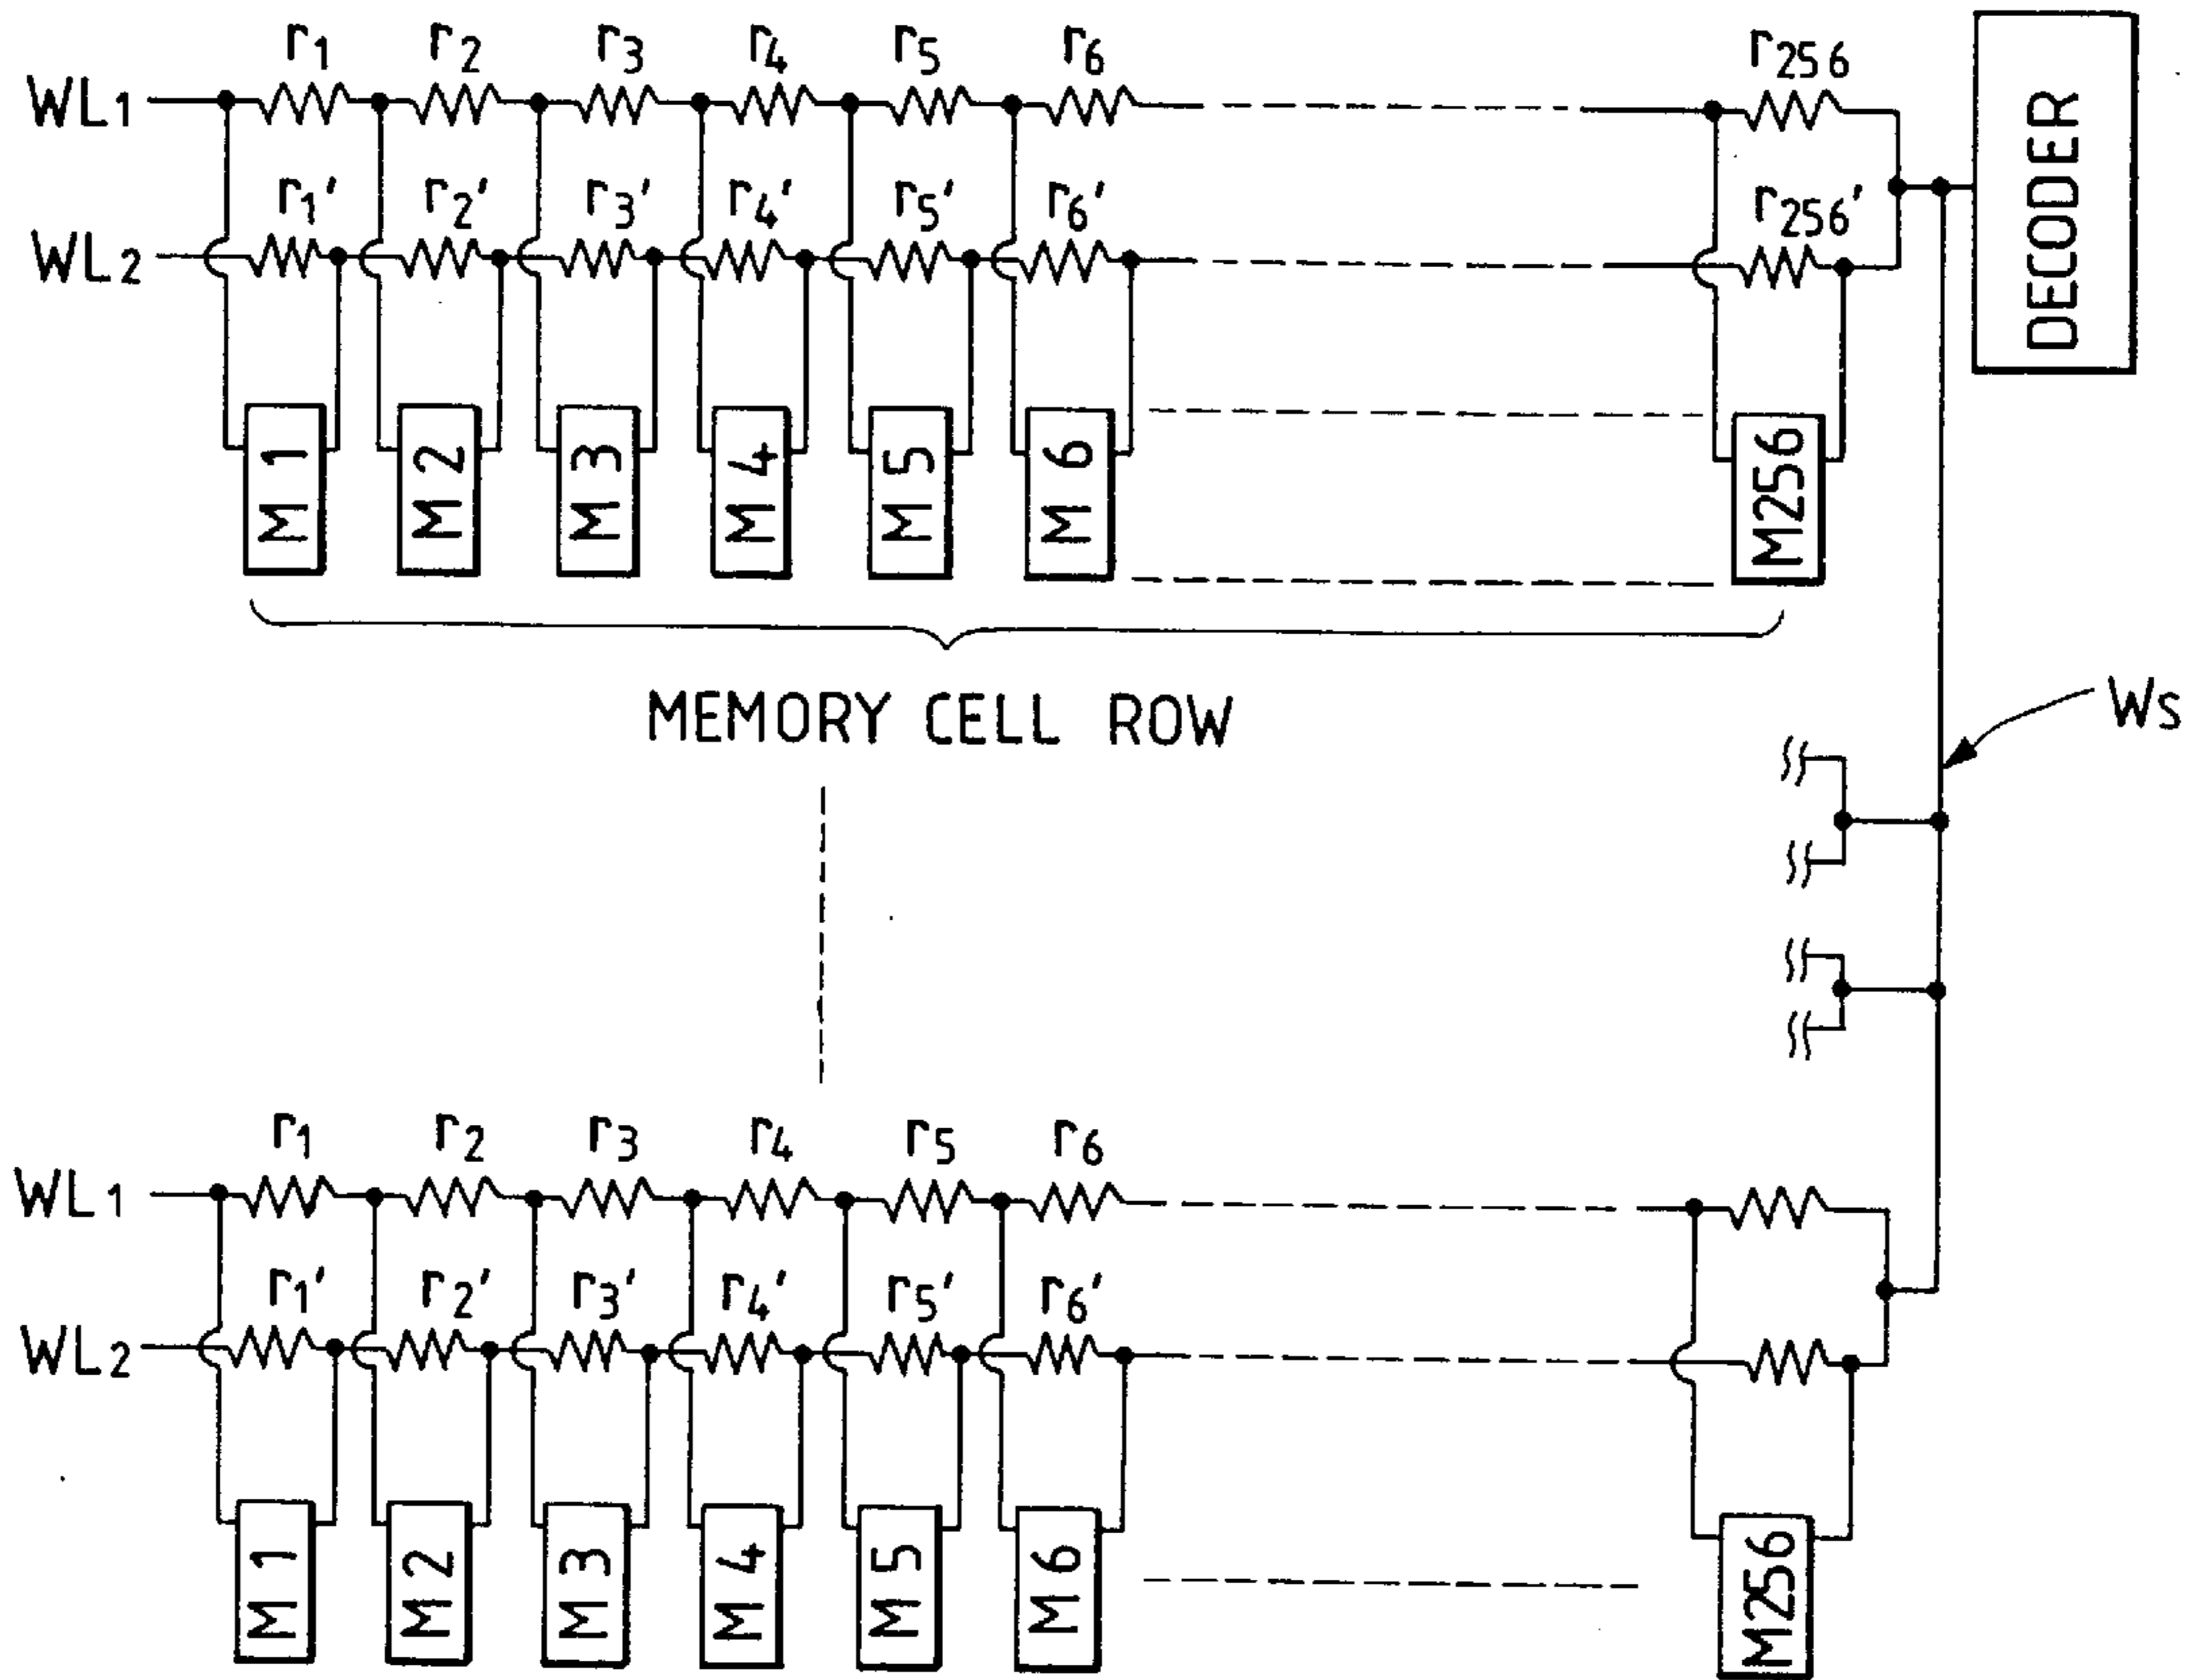 r1 r2 r3 r4 r5 r6 r256
WL1
r1' r2' r3' r4' r5' r6' r256'
WL2
DECODER
M1 M2 M3 M4 M5 M6 M256
MEMORY CELL ROW
Ws
r1 r2 r3 r4 r5 r6
WL1
r1' r2' r3' r4' r5' r6'
WL2
M1 M2 M3 M4 M5 M6 M256